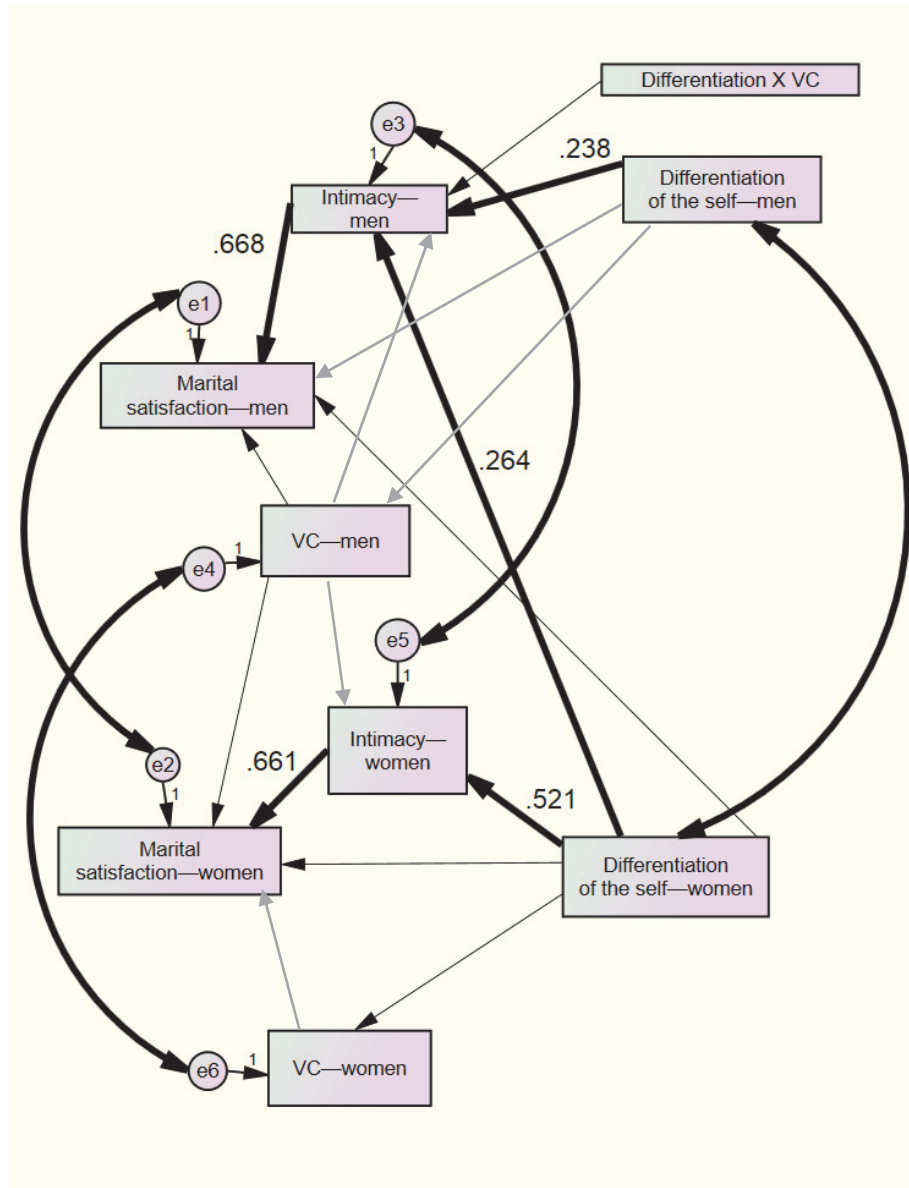 Differentiation X VC
e3
1
.238
Differentiation
of the self—men
Intimacy—
men
.668
e1
1
Marital
satisfaction—men
.264
VC—men
1
e4
e5
1
Intimacy—
women
.661
e2
1
.521
Marital
satisfaction—women
Differentiation
of the self—women
VC—women
1
e6